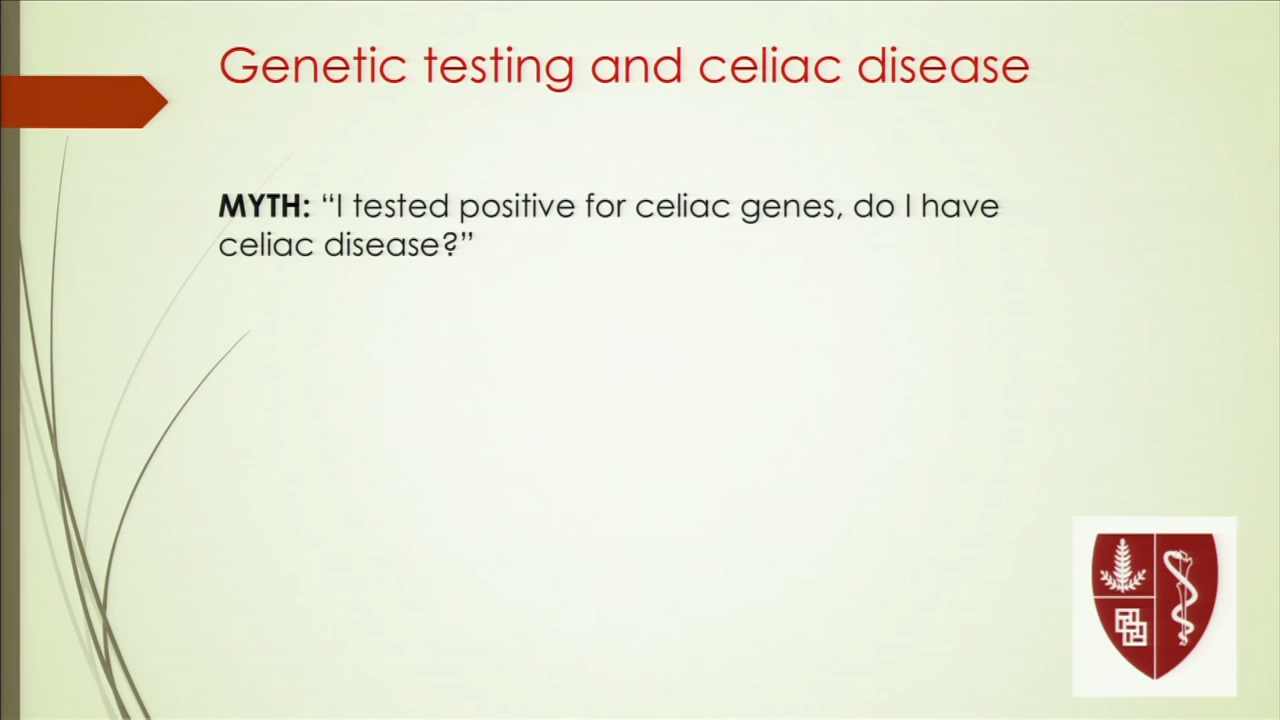 Genetic testing and celiac disease
MYTH: “I tested positive for celiac genes, do I have
celiac disease?”